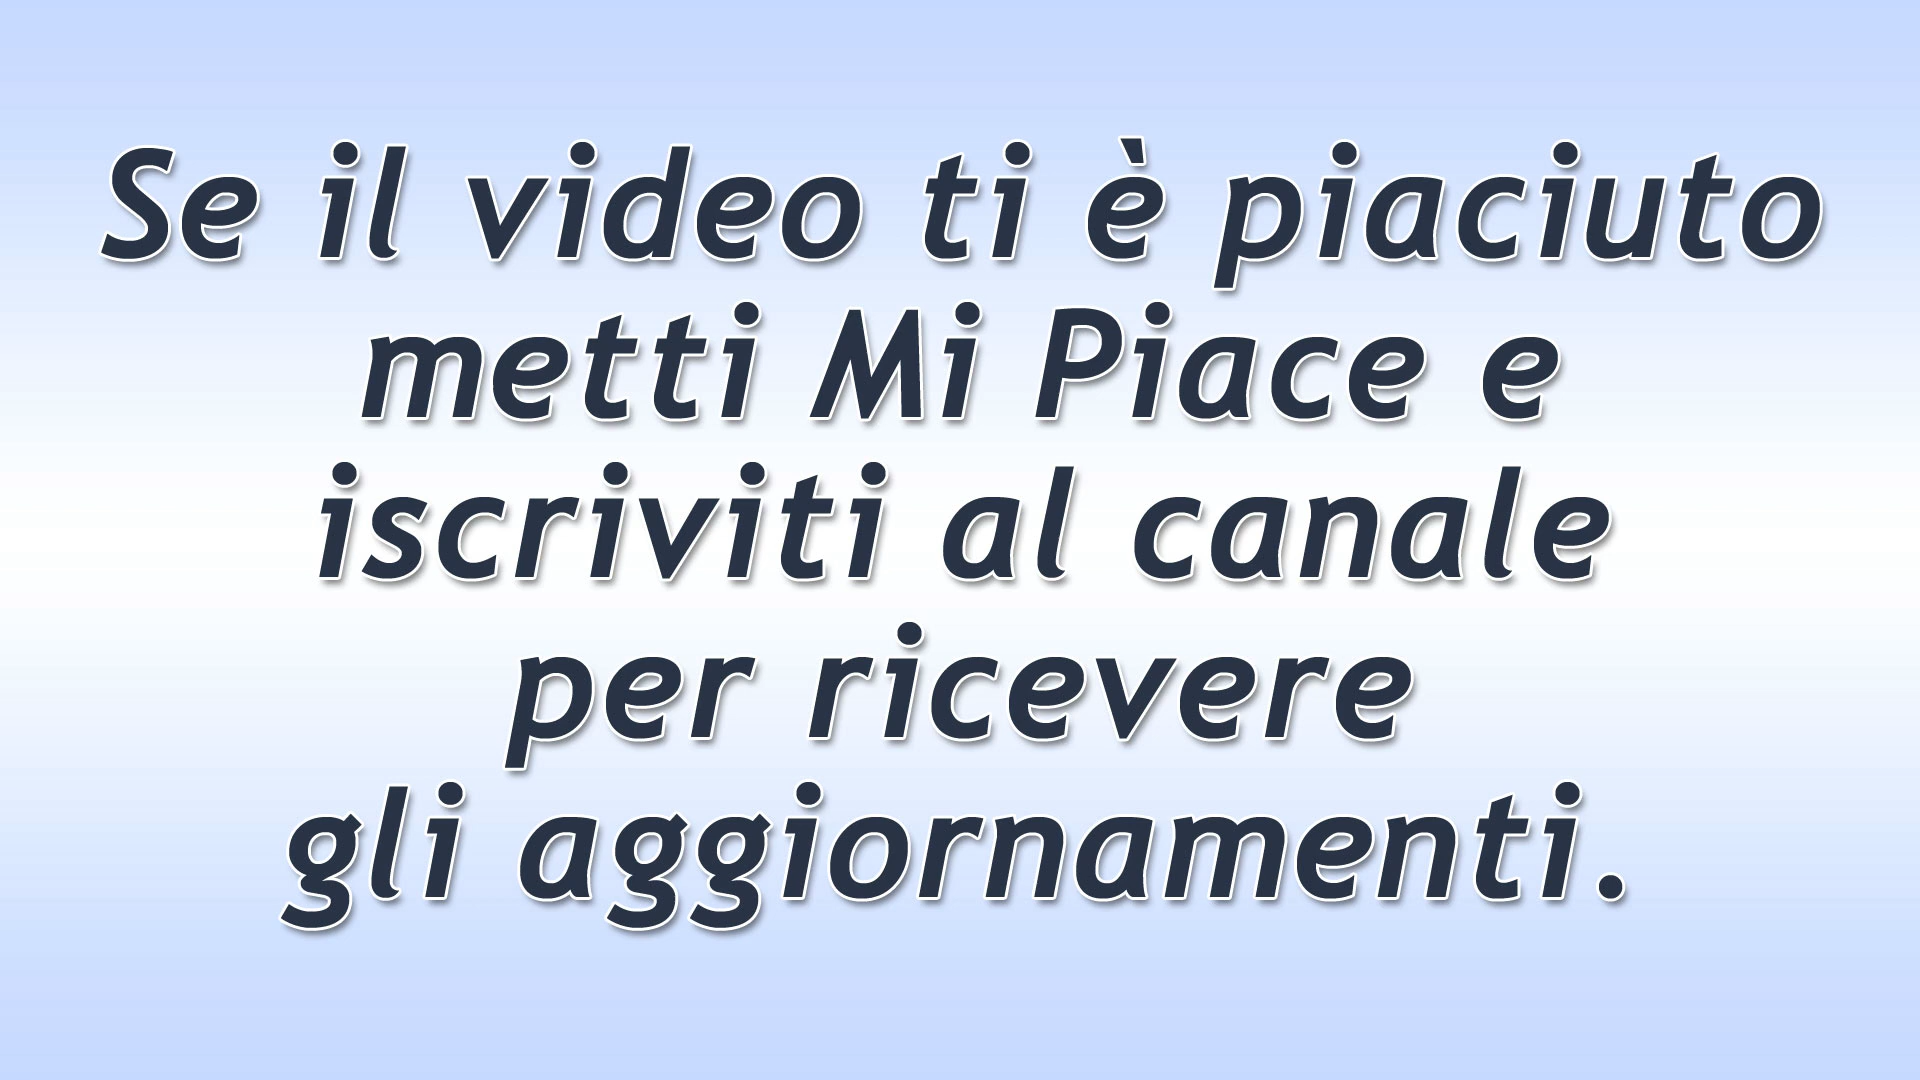 Se il video ti è piaciuto
metti Mi Piace e
iscriviti al canale
per ricevere
gli aggiornamenti.